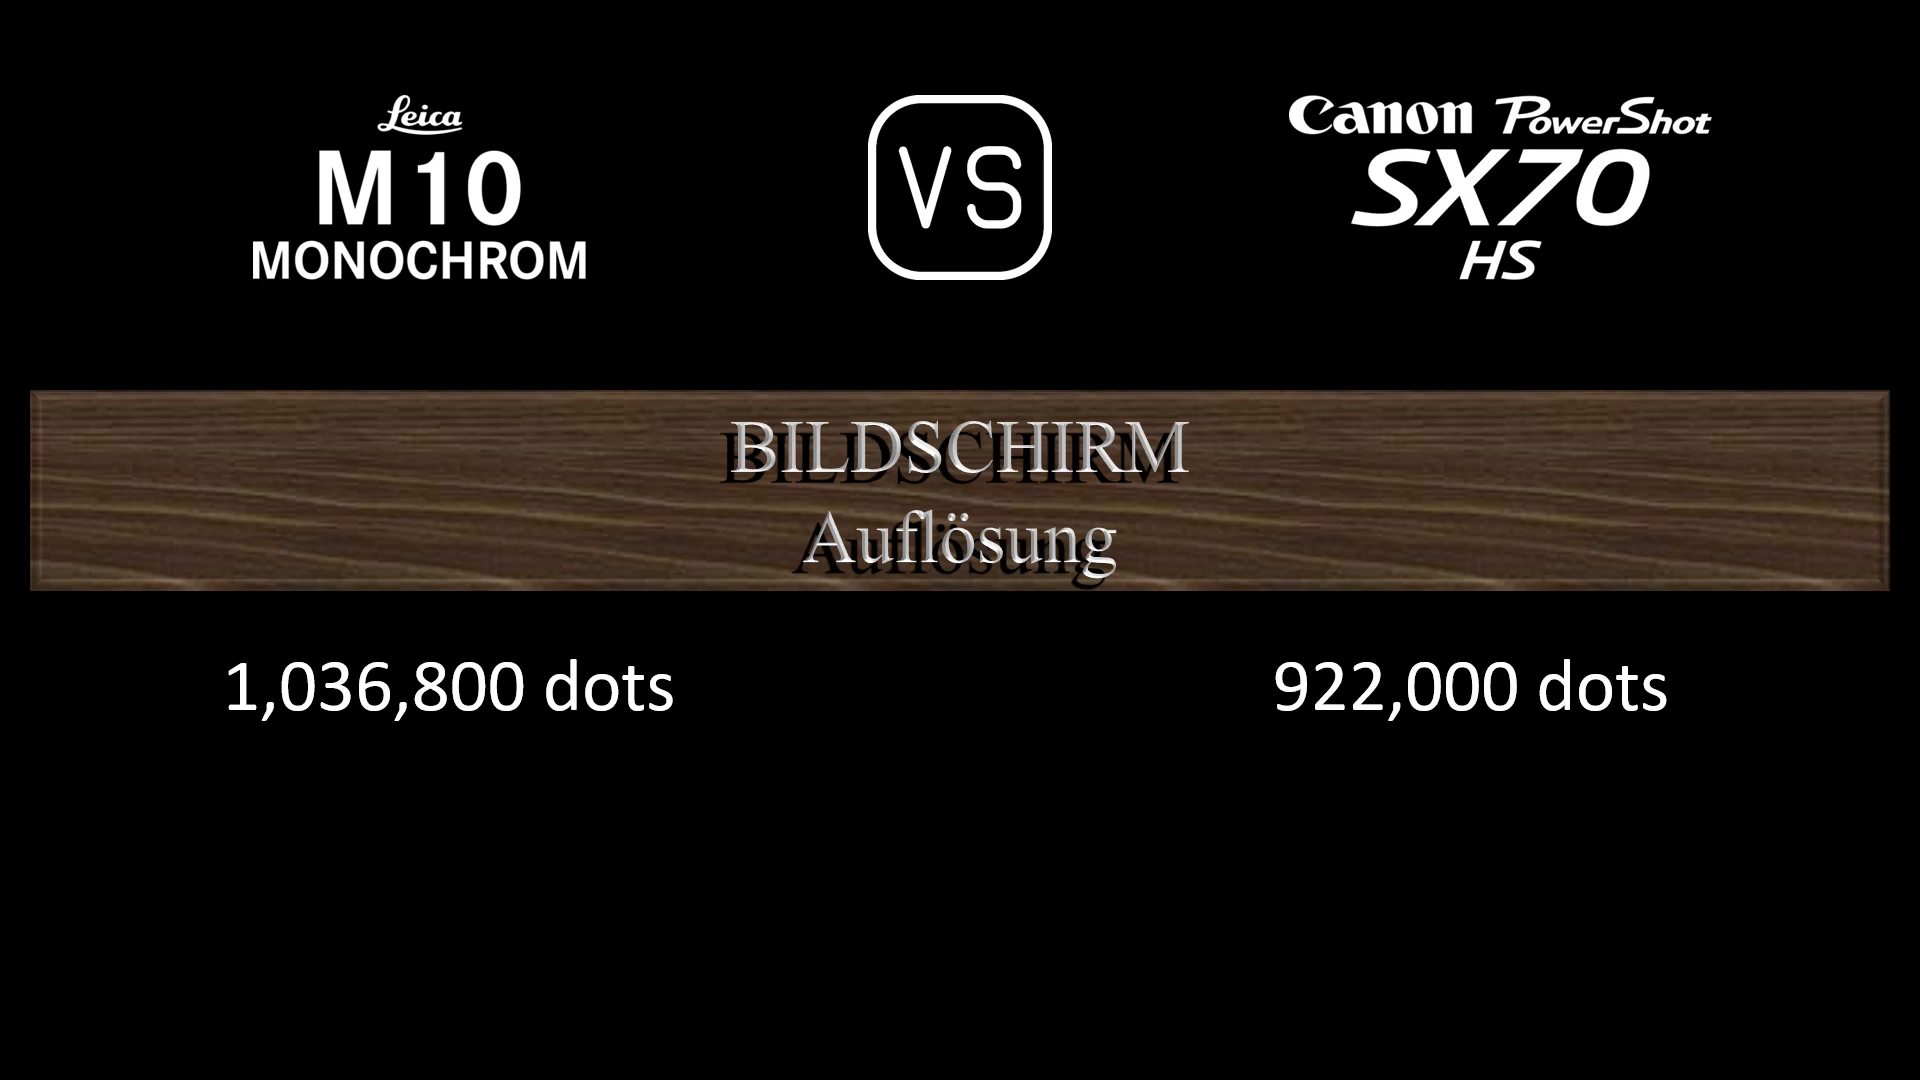 Leica
M10
MONOCHROM
VS
Canon PowerShot
SX70
HS
BILDSCHIRM
Auflösung
1,036,800 dots
922,000 dots